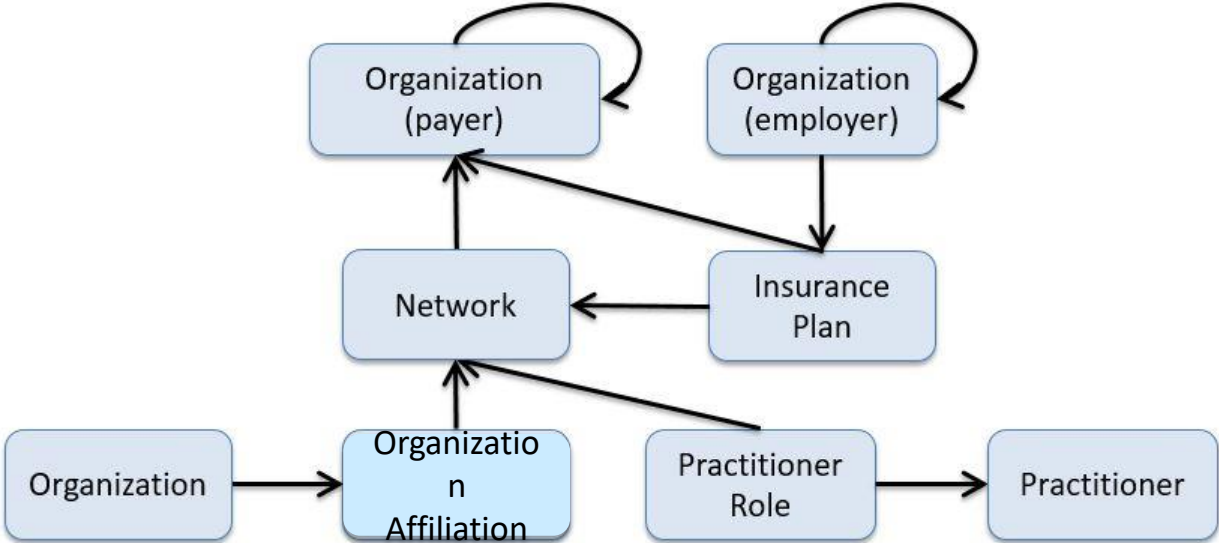 Organization
(payer)
Organization
(employer)
Network
Insurance
Plan
Organization
Organizatio
n
Affiliation
Practitioner
Role
Practitioner